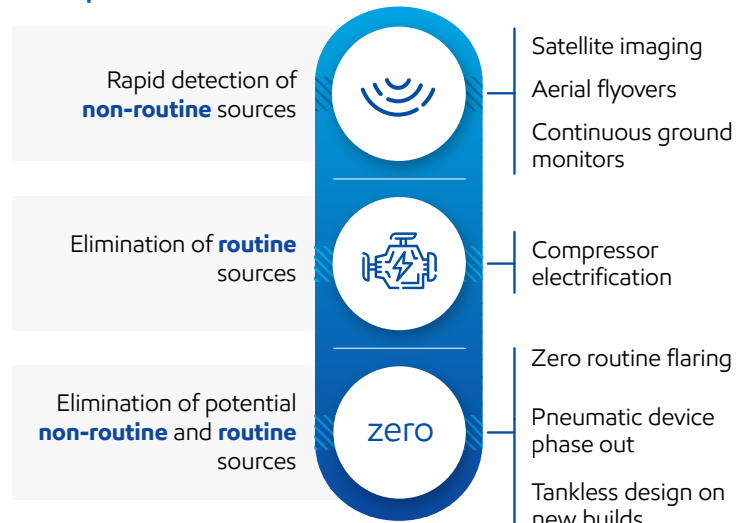 Rapid detection of
non-routine sources
Satellite imaging
Aerial flyovers
Continuous ground
monitors
Elimination of routine
sources
Compressor
electrification
Elimination of potential
non-routine and routine
sources
zero
Zero routine flaring
Pneumatic device
phase out
Tankless design on
new builds